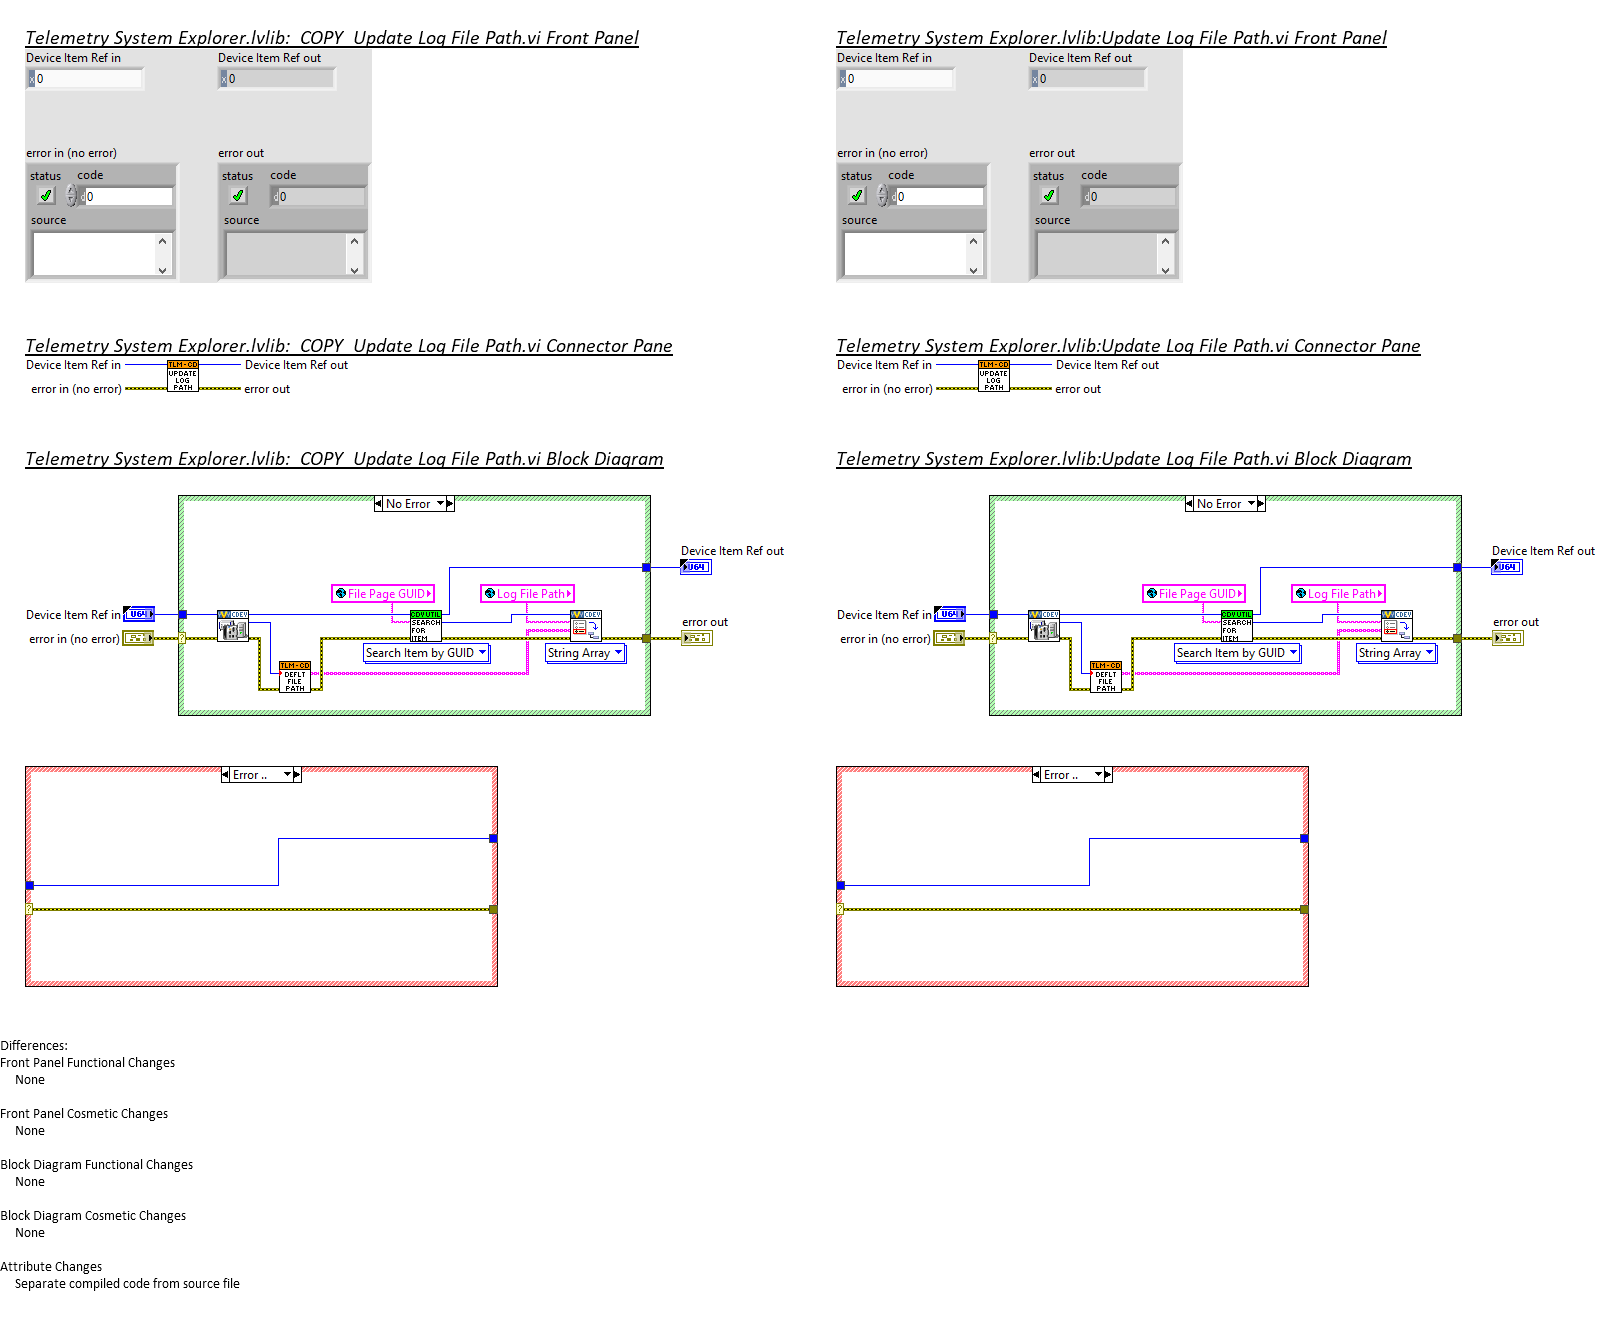 Telemetry System Explorer.lvlib:_COPY_Update Log File Path.vi Front Panel
Device Item Ref in
Device Item Ref out
x 0
x 0
error in (no error)
error out
status
code
status
code
d 0
d 0
source
source
Telemetry System Explorer.lvlib:Update Log File Path.vi Front Panel
Device Item Ref in
Device Item Ref out
x 0
x 0
error in (no error)
error out
status
code
status
code
d 0
d 0
source
source
Telemetry System Explorer.lvlib:_COPY_Update Log File Path.vi Connector Pane
Device Item Ref in
TLM-CD
UPDATE
LOG
PATH
Device Item Ref out
error in (no error)
error out
Telemetry System Explorer.lvlib:Update Log File Path.vi Connector Pane
Device Item Ref in
TLM-CD
UPDATE
LOG
PATH
Device Item Ref out
error in (no error)
error out
Telemetry System Explorer.lvlib:_COPY_Update Log File Path.vi Block Diagram
No Error
Device Item Ref out
U64
File Page GUID
Log File Path
Device Item Ref in
U64
CDEV
CDV UTIL
SEARCH
FOR
ITEM
CDEV
error in (no error)
?
error out
Search Item by GUID
String Array
TLM-CD
DEFLT
FILE
PATH
Error ..
?
Telemetry System Explorer.lvlib:Update Log File Path.vi Block Diagram
No Error
Device Item Ref out
U64
File Page GUID
Log File Path
Device Item Ref in
U64
CDEV
CDV UTIL
SEARCH
FOR
ITEM
CDEV
error in (no error)
?
error out
Search Item by GUID
String Array
TLM-CD
DEFLT
FILE
PATH
Error ..
?
Differences:
Front Panel Functional Changes
None
Front Panel Cosmetic Changes
None
Block Diagram Functional Changes
None
Block Diagram Cosmetic Changes
None
Attribute Changes
Separate compiled code from source file